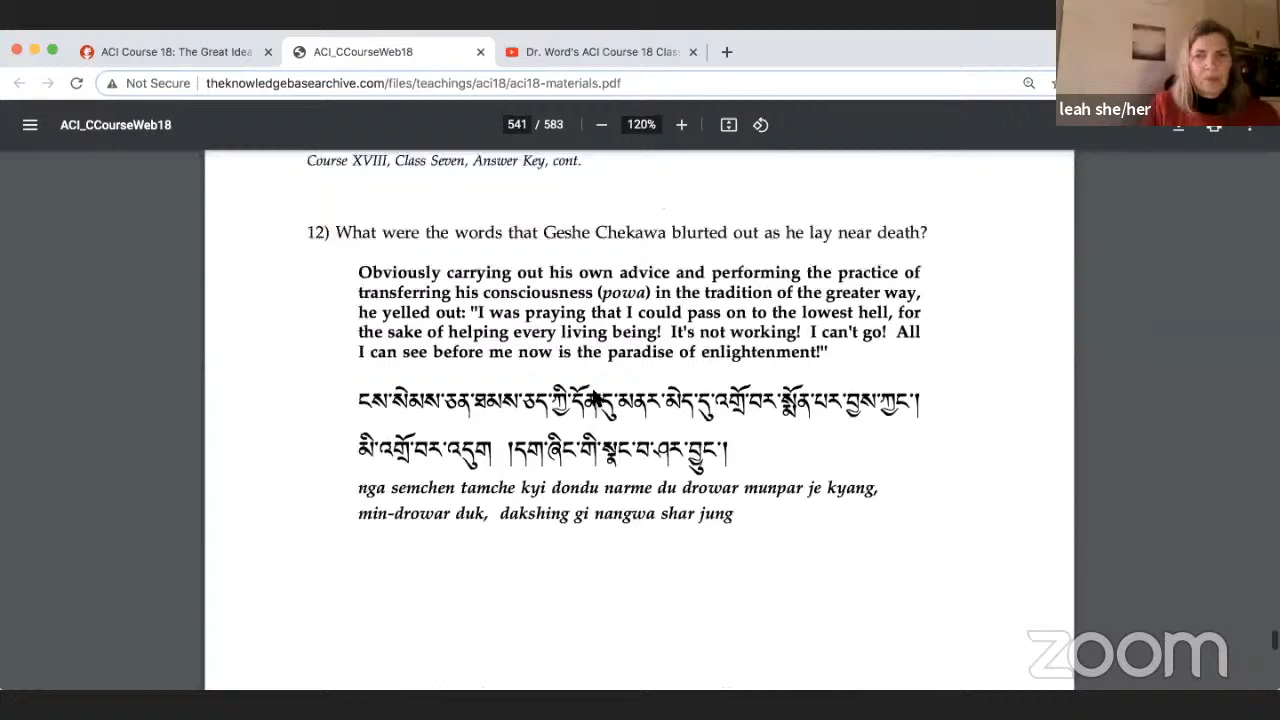 ACI Course 18: The Great Idea
ACI_CCourseWeb18
Dr. Word's ACI Course 18 Clas
Not Secure
theknowledgebasearchive.com/files/teachings/aci18/aci18-materials.pdf
leah she/her
ACI_CCourseWeb18
541 / 583
120%
Course XVIII, Class Seven, Answer Key, cont.
12) What were the words that Geshe Chekawa blurted out as he lay near death?
Obviously carrying out his own advice and performing the practice of
transferring his consciousness (powa) in the tradition of the greater way,
he yelled out: "I was praying that I could pass on to the lowest hell, for
the sake of helping every living being! It's not working! I can't go! All
I can see before me now is the paradise of enlightenment!"
ངས་སེམས་ཅན་ཐམས་ཅད་ཀྱི་དོན་དུ་མནར་མེད་དུ་འགྲོ་བར་སྨོན་པར་བྱས་ཀྱང་།
མི་འགྲོ་བར་འདུག །དག་ཞིང་གི་སྣང་བ་ཤར་བྱུང་།
nga semchen tamche kyi dondu narme du drowar munpar je kyang,
min-drowar duk, dakshing gi nangwa shar jung
zoom